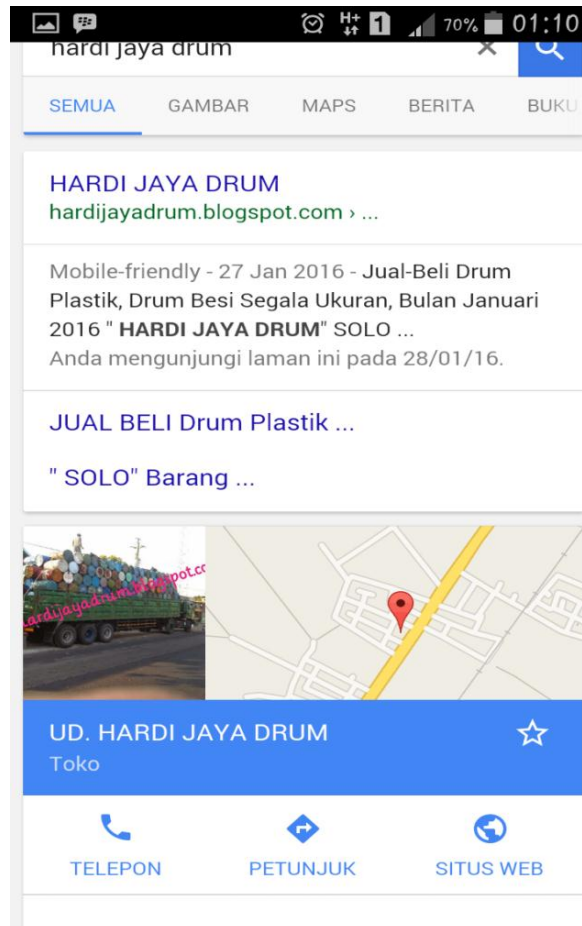 H+
1
70%
01:10
hardi jaya drum
SEMUA GAMBAR MAPS BERITA BUKU
HARDI JAYA DRUM
hardijayadrum.blogspot.com › ...
Mobile-friendly - 27 Jan 2016 - Jual-Beli Drum
Plastik, Drum Besi Segala Ukuran, Bulan Januari
2016 " HARDI JAYA DRUM" SOLO ...
Anda mengunjungi laman ini pada 28/01/16.
JUAL BELI Drum Plastik ...
" SOLO" Barang ...
hardijayadrum.blogspot.co
UD. HARDI JAYA DRUM
Toko
TELEPON PETUNJUK SITUS WEB